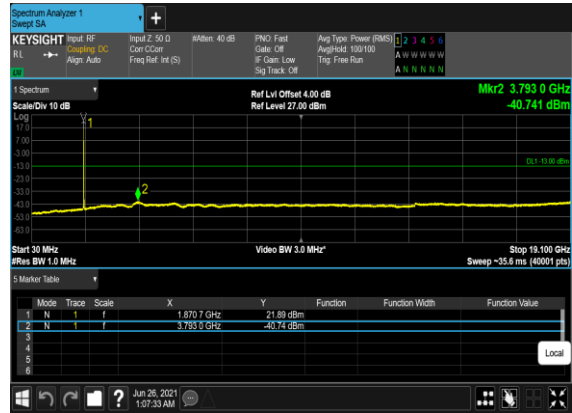 Spectrum Analyzer 1
Swept SA
+
KEYSIGHT Input: RF Input Z: 50 Ω #Atten: 40 dB PNO: Fast Avg Type: Power (RMS) 1 2 3 4 5 6
RL Coupling: DC Corr CCorr Gate: Off Avg|Hold: 100/100 A W W W W W
Align: Auto Freq Ref: Int (S) IF Gain: Low Trig: Free Run
Sig Track: Off A N N N N N
LW
1 Spectrum Ref Lvl Offset 4.00 dB Mkr2 3.793 0 GHz
Scale/Div 10 dB Ref Level 27.00 dBm -40.741 dBm
Log
17.0
7.00
-3.00
-13.0
-23.0
-33.0
-43.0
-53.0
-63.0
1
2
DL1 -13.00 dBm
Start 30 MHz Video BW 3.0 MHz* Stop 19.100 GHz
#Res BW 1.0 MHz Sweep ~35.6 ms (40001 pts)
5 Marker Table
Mode Trace Scale X Y Function Function Width Function Value
1 N 1 f 1.870 7 GHz 21.89 dBm
2 N 1 f 3.793 0 GHz -40.74 dBm
3
4
5
6
Local
? Jun 26, 2021
1:07:33 AM